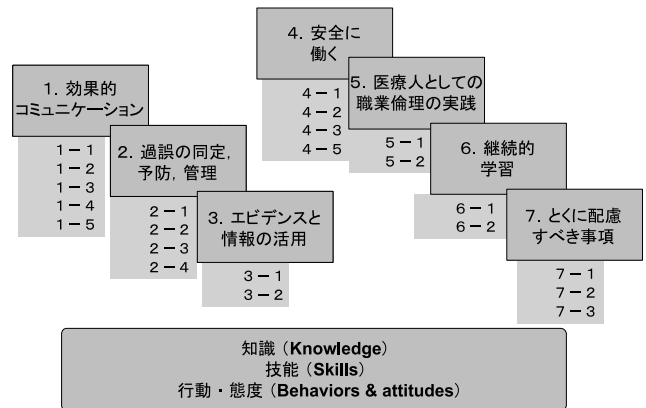 1. 効果的
コミュニケーション
1－1
1－2
1－3
1－4
1－5
2. 過誤の同定,
予防, 管理
2－1
2－2
2－3
2－4
3. エビデンスと
情報の活用
3－1
3－2
4. 安全に
働く
4－1
4－2
4－3
4－5
5. 医療人としての
職業倫理の実践
5－1
5－2
6. 継続的
学習
6－1
6－2
7. とくに配慮
すべき事項
7－1
7－2
7－3
知識（Knowledge）
技能（Skills）
行動・態度（Behaviors & attitudes）